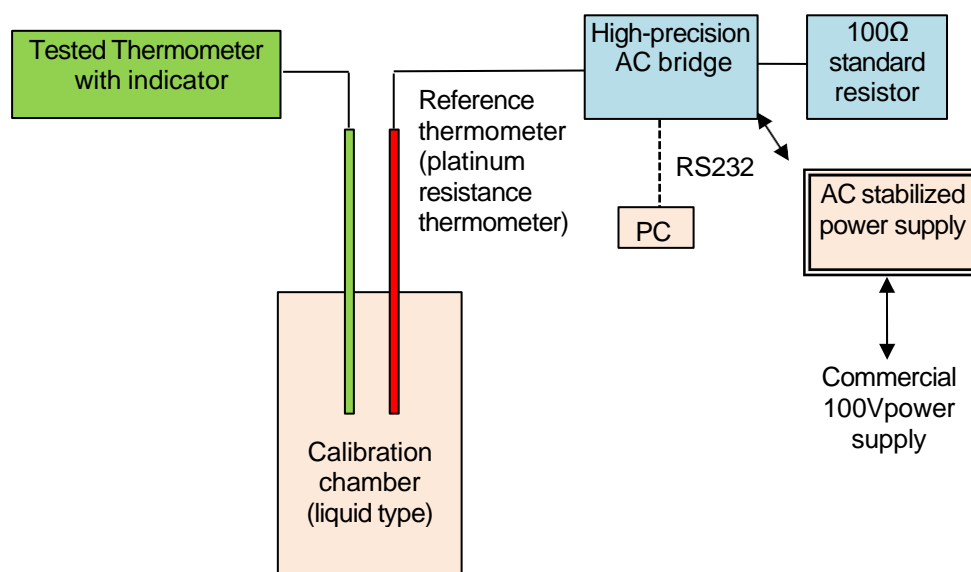 Tested Thermometer
with indicator
High-precision
AC bridge
100Ω
standard
resistor
Reference
thermometer
(platinum
resistance
thermometer)
RS232
PC
AC stabilized
power supply
Commercial
100Vpower
supply
Calibration
chamber
(liquid type)